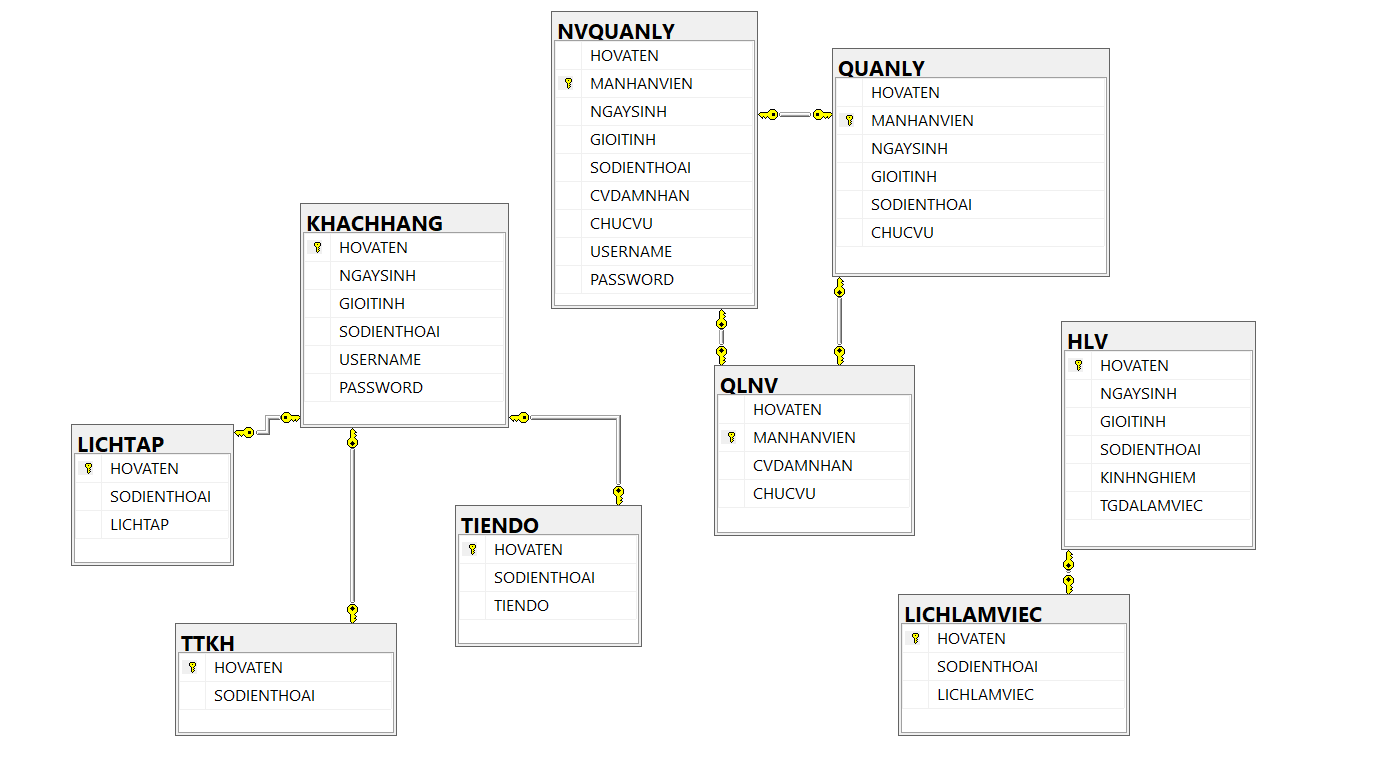 NVQUANLY
HOVATEN
MANHANVIEN
NGAYSINH
GIOITINH
SODIENTHOAI
CVDAMNHAN
CHUCVU
USERNAME
PASSWORD
QUANLY
HOVATEN
MANHANVIEN
NGAYSINH
GIOITINH
SODIENTHOAI
CHUCVU
KHACHHANG
HOVATEN
NGAYSINH
GIOITINH
SODIENTHOAI
USERNAME
PASSWORD
HLV
HOVATEN
NGAYSINH
GIOITINH
SODIENTHOAI
KINHNGHIEM
TGDALAMVIEC
QLNV
HOVATEN
MANHANVIEN
CVDAMNHAN
CHUCVU
LICHTAP
HOVATEN
SODIENTHOAI
LICHTAP
TIENDO
HOVATEN
SODIENTHOAI
TIENDO
LICHLAMVIEC
HOVATEN
SODIENTHOAI
LICHLAMVIEC
TTKH
HOVATEN
SODIENTHOAI